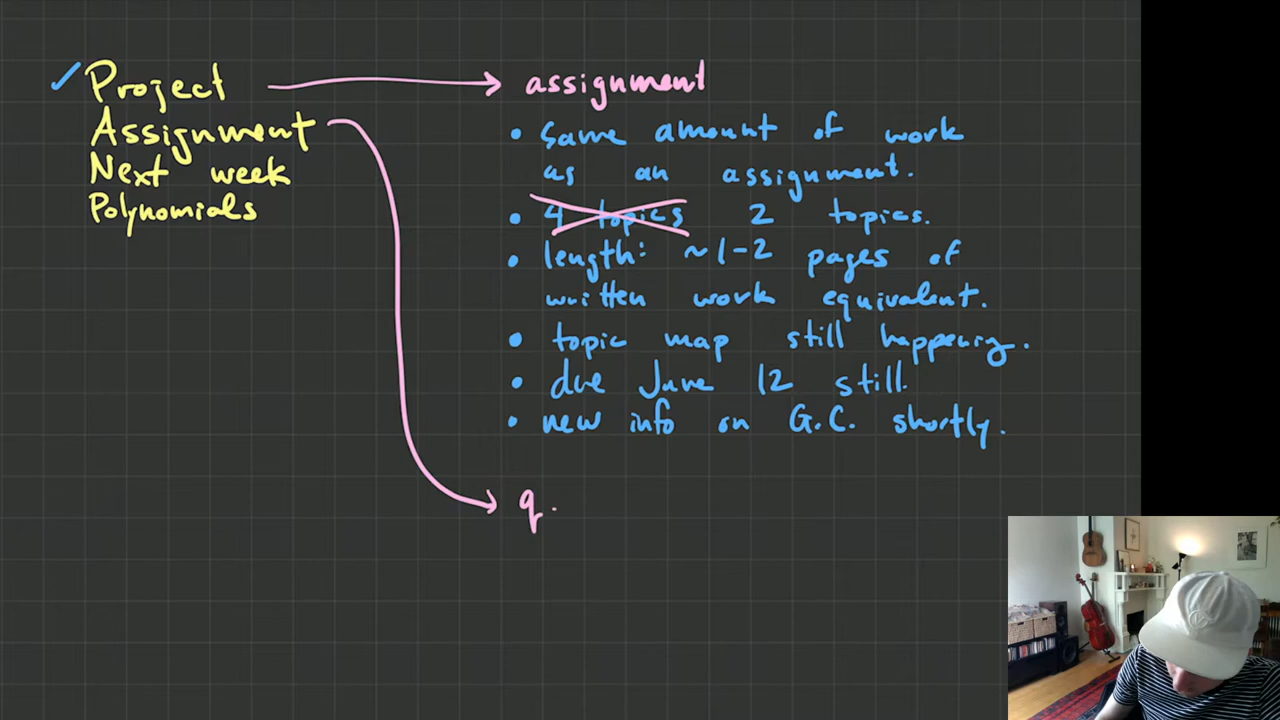 Project
Assignment
Next week
Polynomials
assignment
• Same amount of work
as an assignment.
• 4 topics 2 topics.
• length: ~1-2 pages of
written work equivalent.
• topic map still happening.
• due June 12 still.
• new info on G.C. shortly.
q.